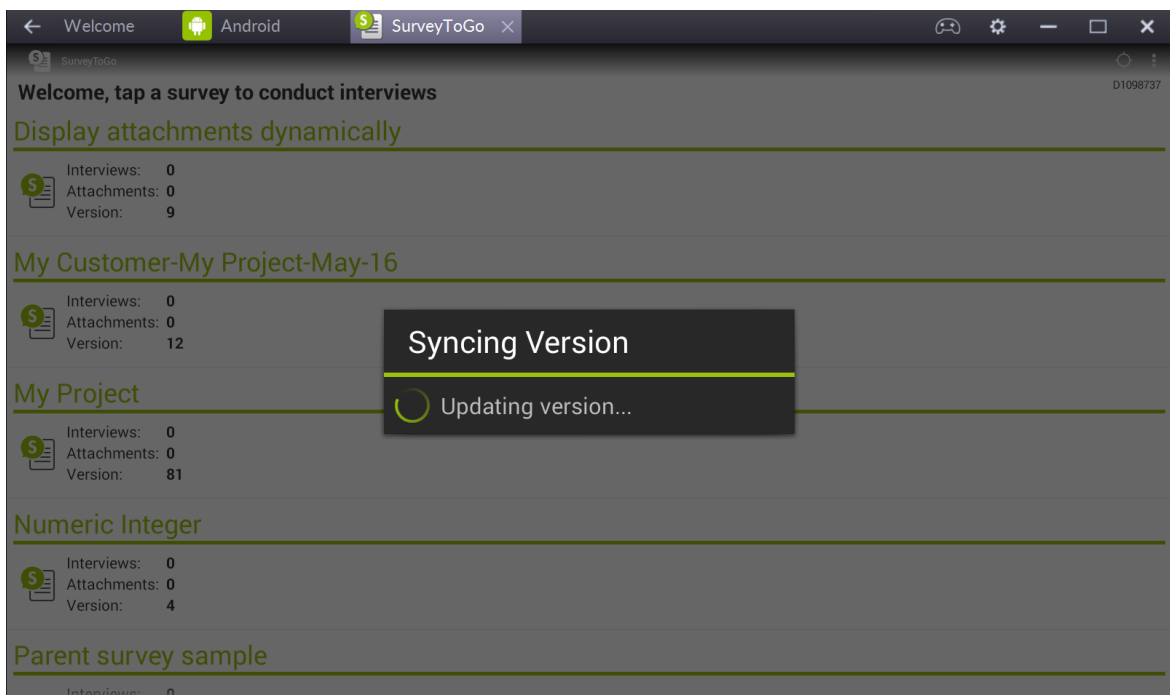 Welcome Android SurveyToGo
SurveyToGo
D1098737
Welcome, tap a survey to conduct interviews
Display attachments dynamically
Interviews: 0
Attachments: 0
Version: 9
My Customer-My Project-May-16
Interviews: 0
Attachments: 0
Version: 12
Syncing Version
Updating version...
My Project
Interviews: 0
Attachments: 0
Version: 81
Numeric Integer
Interviews: 0
Attachments: 0
Version: 4
Parent survey sample
Interviews: 0